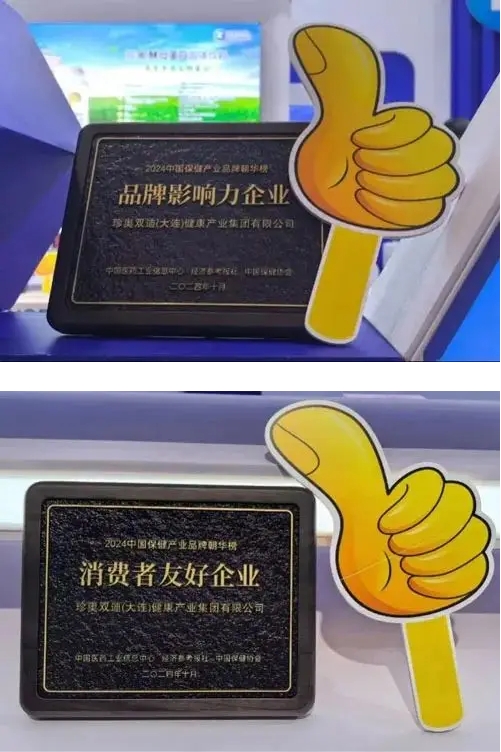 2024中国保健产业品牌朝华榜
品牌影响力企业
珍奥双迪(大连)健康产业集团有限公司
中国医药工业信息中心 经济参考报社 中国保健协会
二〇二四年十月
2024中国保健产业品牌朝华榜
消费者友好企业
珍奥双迪(大连)健康产业集团有限公司
中国医药工业信息中心 经济参考报社 中国保健协会
二〇二四年十月